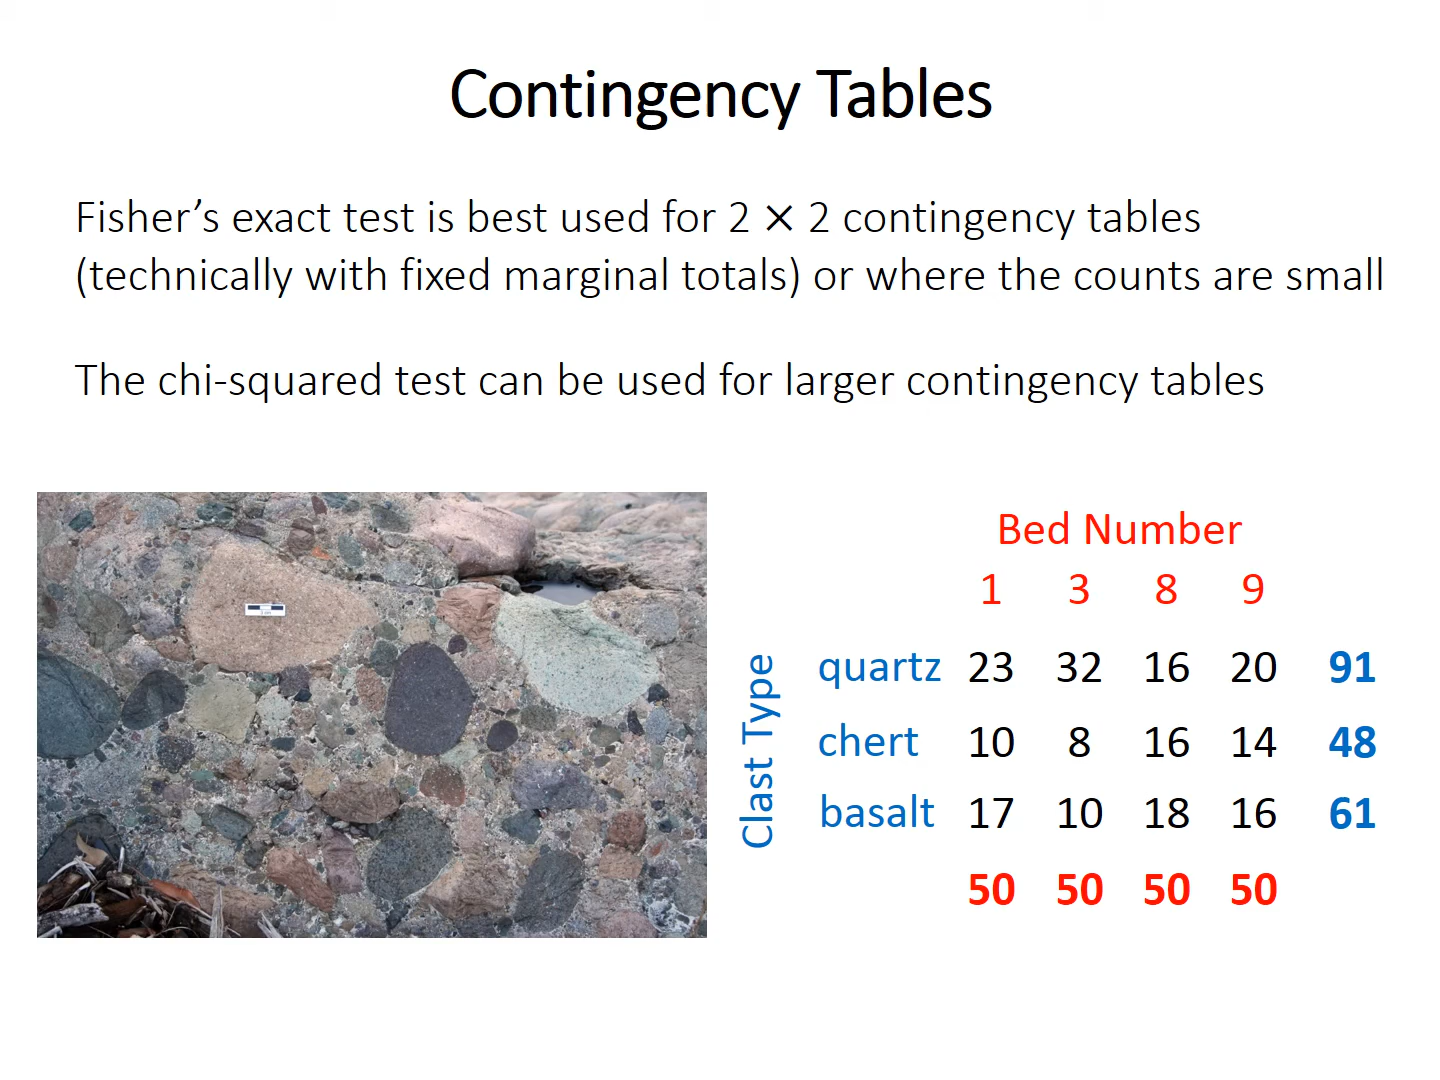 Contingency Tables
Fisher’s exact test is best used for 2 × 2 contingency tables
(technically with fixed marginal totals) or where the counts are small
The chi-squared test can be used for larger contingency tables
Bed Number
1 3 8 9
Clast Type
quartz 23 32 16 20 91
chert 10 8 16 14 48
basalt 17 10 18 16 61
50 50 50 50